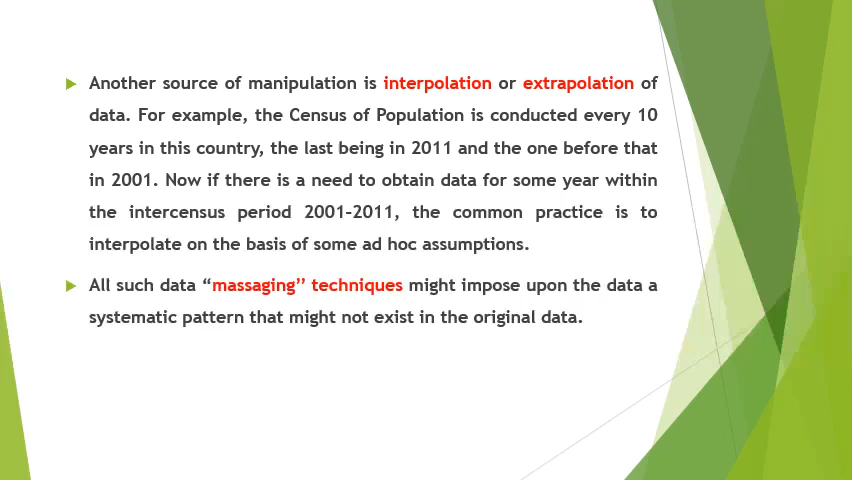 Another source of manipulation is interpolation or extrapolation of
data. For example, the Census of Population is conducted every 10
years in this country, the last being in 2011 and the one before that
in 2001. Now if there is a need to obtain data for some year within
the intercensus period 2001-2011, the common practice is to
interpolate on the basis of some ad hoc assumptions.
All such data “massaging’’ techniques might impose upon the data a
systematic pattern that might not exist in the original data.